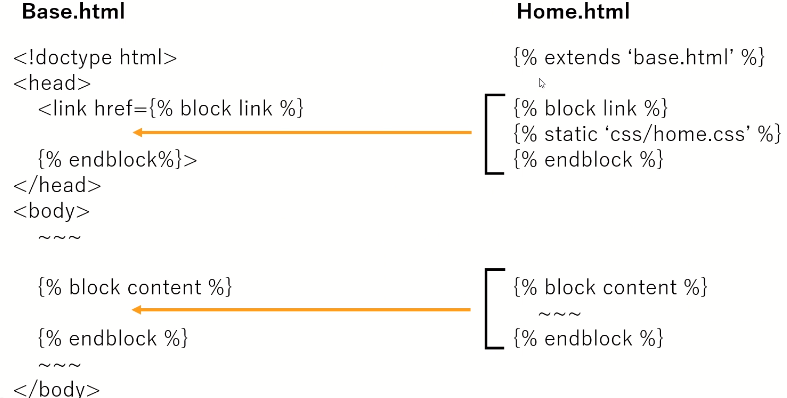 Base.html
<!doctype html>
<head>
<link href={% block link %}
{% endblock%}>
</head>
<body>
~~~
{% block content %}
{% endblock %}
~~~
</body>
Home.html
{% extends ‘base.html’ %}
{% block link %}
{% static ‘css/home.css’ %}
{% endblock %}
{% block content %}
~~~
{% endblock %}